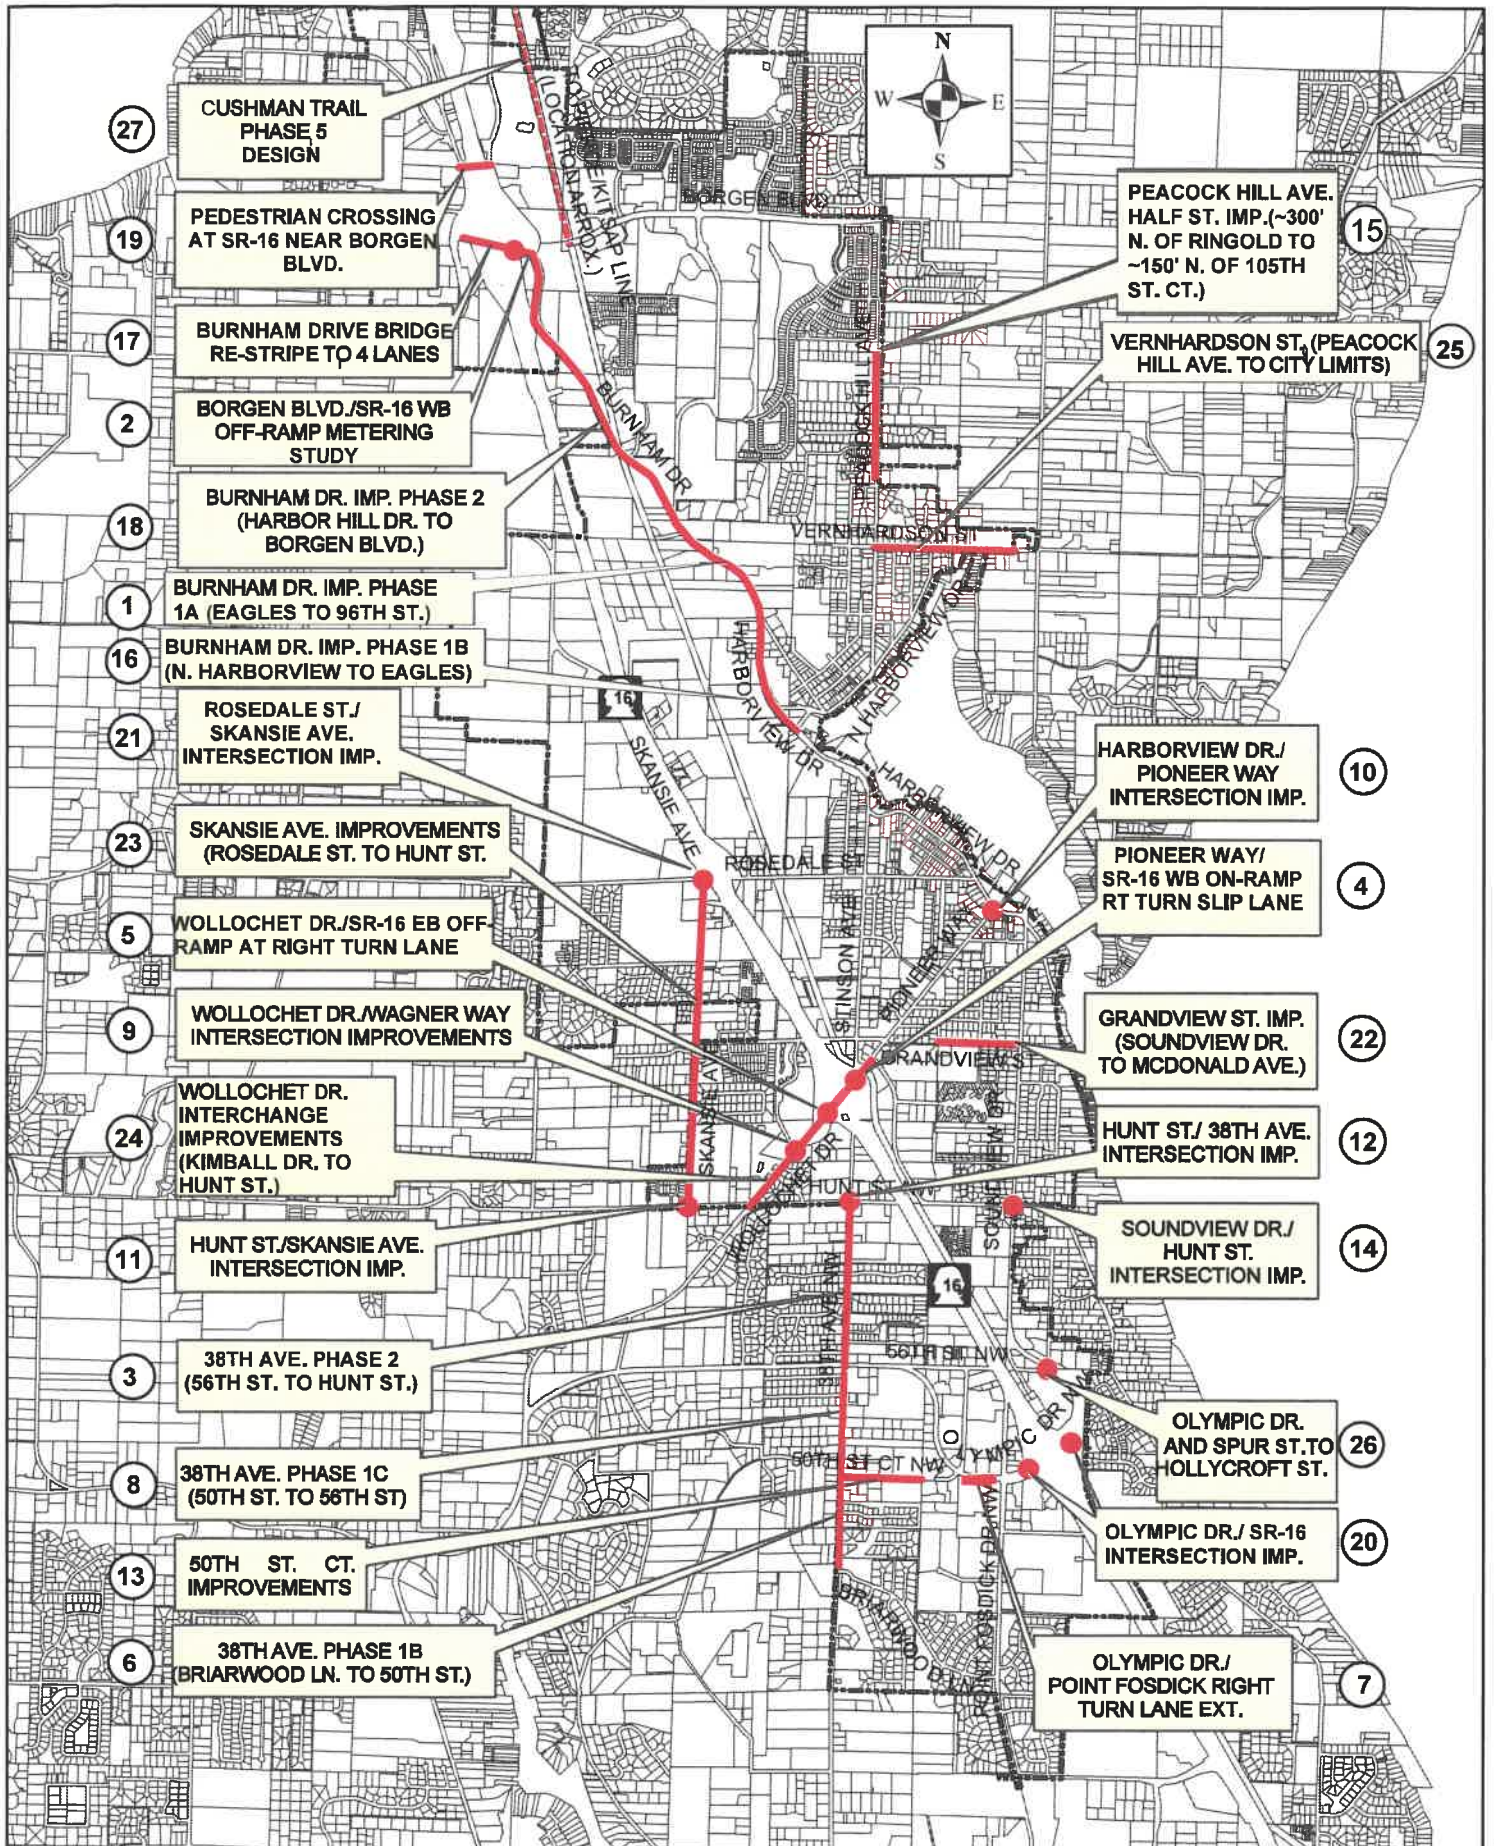 N
W
E
S
27
CUSHMAN TRAIL
PHASE 5
DESIGN
19
PEDESTRIAN CROSSING
AT SR-16 NEAR BORGEN
BLVD.
17
BURNHAM DRIVE BRIDGE
RE-STRIPE TO 4 LANES
2
BORGEN BLVD./SR-16 WB
OFF-RAMP METERING
STUDY
18
BURNHAM DR. IMP. PHASE 2
(HARBOR HILL DR. TO
BORGEN BLVD.)
1
BURNHAM DR. IMP. PHASE
1A (EAGLES TO 96TH ST.)
16
BURNHAM DR. IMP. PHASE 1B
(N. HARBORVIEW TO EAGLES)
21
ROSEDALE ST./
SKANSIE AVE.
INTERSECTION IMP.
23
SKANSIE AVE. IMPROVEMENTS
(ROSEDALE ST. TO HUNT ST.
5
WOLLOCHET DR./SR-16 EB OFF-
RAMP AT RIGHT TURN LANE
9
WOLLOCHET DR./WAGNER WAY
INTERSECTION IMPROVEMENTS
24
WOLLOCHET DR.
INTERCHANGE
IMPROVEMENTS
(KIMBALL DR. TO
HUNT ST.)
11
HUNT ST./SKANSIE AVE.
INTERSECTION IMP.
3
38TH AVE. PHASE 2
(56TH ST. TO HUNT ST.)
8
38TH AVE. PHASE 1C
(50TH ST. TO 56TH ST)
13
50TH ST. CT.
IMPROVEMENTS
6
38TH AVE. PHASE 1B
(BRIARWOOD LN. TO 50TH ST.)
PEACOCK HILL AVE.
HALF ST. IMP.(~300'
N. OF RINGOLD TO
~150' N. OF 105TH
ST. CT.)
15
VERNHARDSON ST. (PEACOCK
HILL AVE. TO CITY LIMITS)
25
HARBORVIEW DR./
PIONEER WAY
INTERSECTION IMP.
10
PIONEER WAY/
SR-16 WB ON-RAMP
RT TURN SLIP LANE
4
GRANDVIEW ST. IMP.
(SOUNDVIEW DR.
TO MCDONALD AVE.)
22
HUNT ST./ 38TH AVE.
INTERSECTION IMP.
12
SOUNDVIEW DR./
HUNT ST.
INTERSECTION IMP.
14
OLYMPIC DR.
AND SPUR ST.TO
HOLLYCROFT ST.
26
OLYMPIC DR./ SR-16
INTERSECTION IMP.
20
OLYMPIC DR./
POINT FOSDICK RIGHT
TURN LANE EXT.
7
KITSAP LINE
(LOCATION APPROX.)
BORGEN BLVD
PEACOCK HILL AVE
BURNHAM DR
VERNHARDSON ST
HARBORVIEW DR
N HARBORVIEW DR
16
SKANSIE AVE
HARBORVIEW DR
ROSEDALE ST
STINSON AVE
PIONEER WAY
GRANDVIEW ST
SKANSIE AVE
WOLLOCHET DR
HUNT ST NW
SOUNDVIEW DR
38TH AVE NW
16
56TH ST NW
OLYMPIC DR NW
50TH ST CT NW
POINT FOSDICK DR NW
BRIARWOOD LN